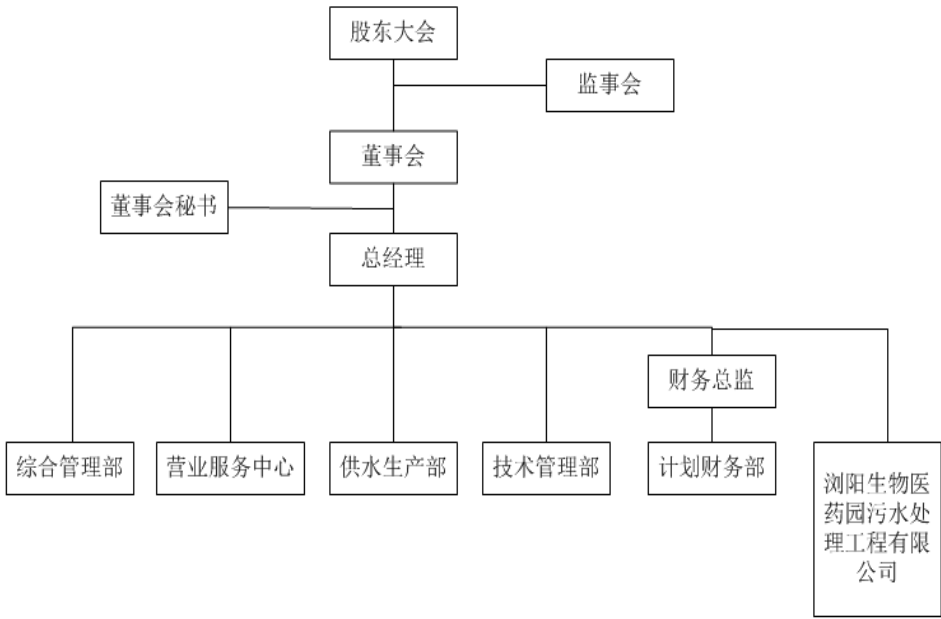 股东大会
监事会
董事会
董事会秘书
总经理
财务总监
综合管理部
营业服务中心
供水生产部
技术管理部
计划财务部
浏阳生物医
药园污水处
理工程有限
公司